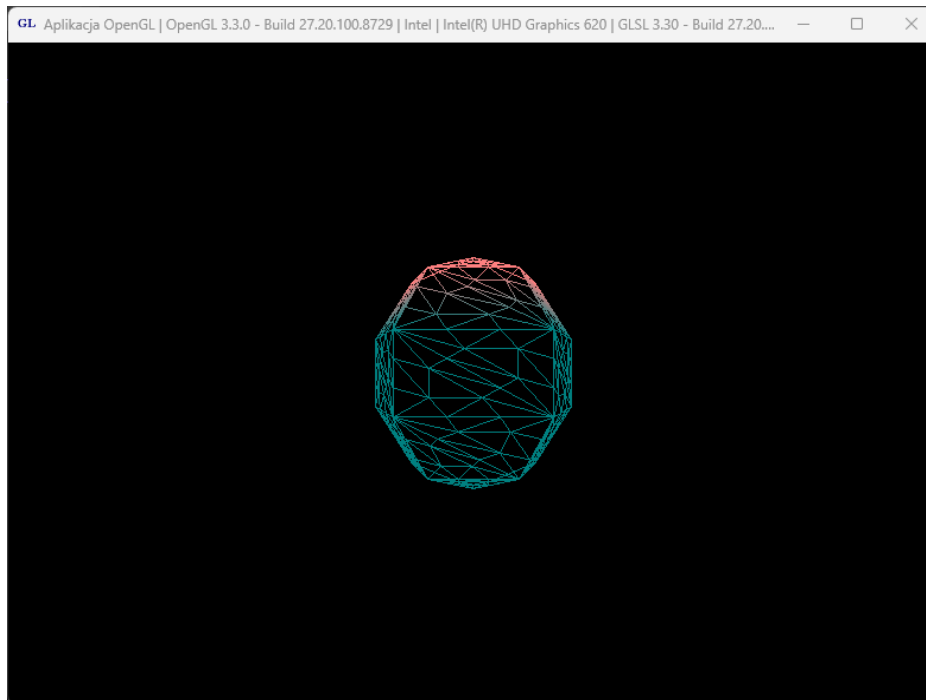 GL Aplikacja OpenGL | OpenGL 3.3.0 - Build 27.20.100.8729 | Intel | Intel(R) UHD Graphics 620 | GLSL 3.30 - Build 27.20....